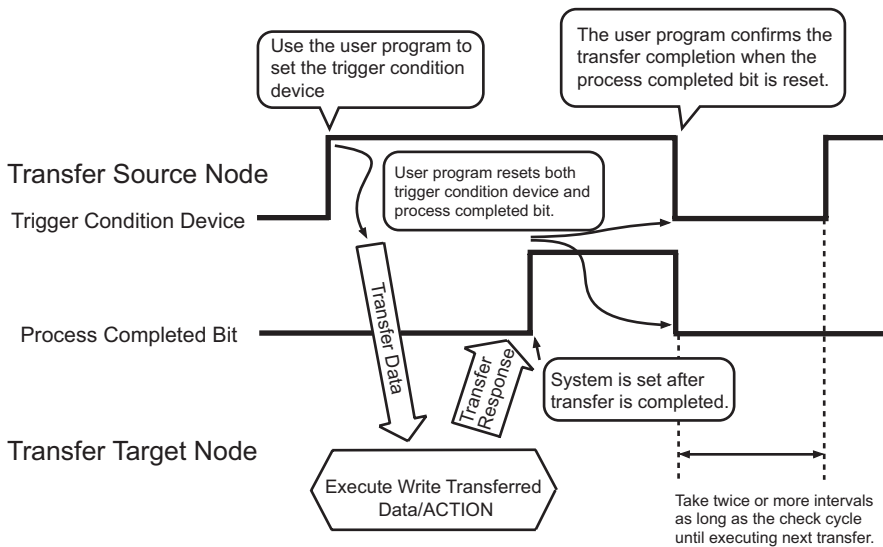 Use the user program to
set the trigger condition
device
The user program confirms the
transfer completion when the
process completed bit is reset.
Transfer Source Node
Trigger Condition Device
User program resets both
trigger condition device and
process completed bit.
Transfer Data
Process Completed Bit
Transfer
Response
System is set after
transfer is completed.
Transfer Target Node
Execute Write Transferred
Data/ACTION
Take twice or more intervals
as long as the check cycle
until executing next transfer.